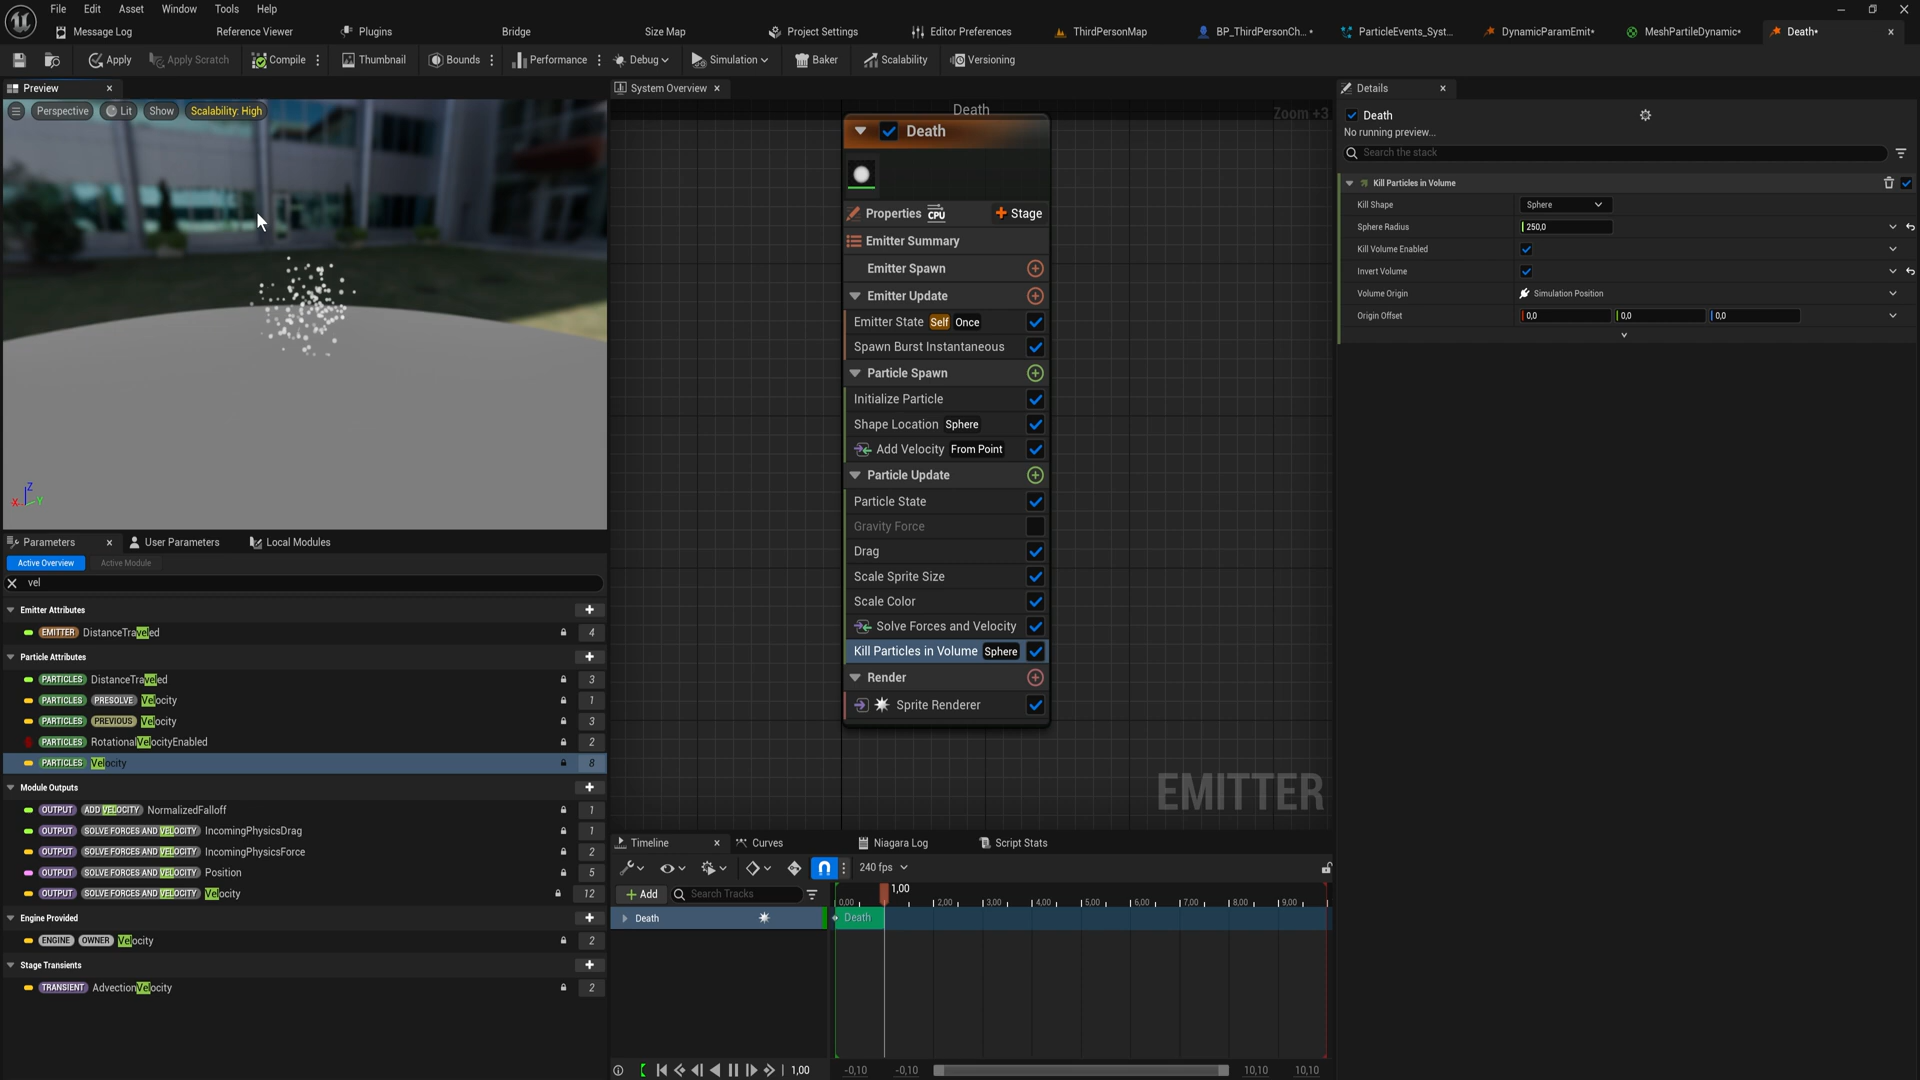 File Edit Asset Window Tools Help
Message Log Reference Viewer Plugins Bridge Size Map Project Settings Editor Preferences ThirdPersonMap BP_ThirdPersonCh... • ParticleEvents_Syst... DynamicParamEmit* MeshPartileDynamic* Death*
Apply Apply Scratch Compile Thumbnail Bounds Performance Debug Simulation Baker Scalability Versioning
Preview
Perspective Lit Show Scalability: High
Z
X Y
Parameters User Parameters Local Modules
Active Overview Active Module
vel
Emitter Attributes
EMITTER DistanceTraveled 4
Particle Attributes
PARTICLES DistanceTraveled 3
PARTICLES PRESOLVE Velocity 1
PARTICLES PREVIOUS Velocity 3
PARTICLES RotationalVelocityEnabled 2
PARTICLES Velocity 8
Module Outputs
OUTPUT ADD VELOCITY NormalizedFalloff 1
OUTPUT SOLVE FORCES AND VELOCITY IncomingPhysicsDrag 1
OUTPUT SOLVE FORCES AND VELOCITY IncomingPhysicsForce 2
OUTPUT SOLVE FORCES AND VELOCITY Position 5
OUTPUT SOLVE FORCES AND VELOCITY Velocity 12
Engine Provided
ENGINE OWNER Velocity 2
Stage Transients
TRANSIENT AdvectionVelocity 2
System Overview
Death
Zoom +3
Death
Properties CPU Stage
Emitter Summary
Emitter Spawn
Emitter Update
Emitter State Self Once
Spawn Burst Instantaneous
Particle Spawn
Initialize Particle
Shape Location Sphere
Add Velocity From Point
Particle Update
Particle State
Gravity Force
Drag
Scale Sprite Size
Scale Color
Solve Forces and Velocity
Kill Particles in Volume Sphere
Render
Sprite Renderer
EMITTER
Timeline Curves Niagara Log Script Stats
240 fps
Add Search Tracks
1,00
0,00 2,00 3,00 4,00 5,00 6,00 7,00 8,00 9,00
Death Death
1,00 -0,10 -0,10 10,10 10,10
Details
Death
No running preview...
Search the stack
Kill Particles in Volume
Kill Shape Sphere
Sphere Radius 250,0
Kill Volume Enabled
Invert Volume
Volume Origin Simulation Position
Origin Offset 0,0 0,0 0,0